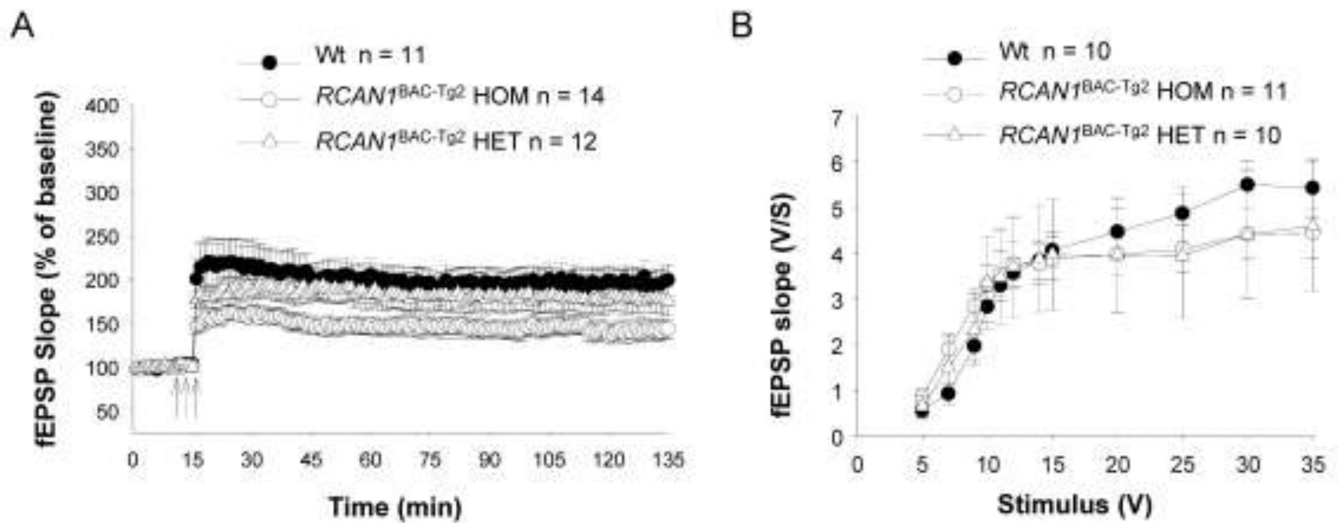 A
Wt n = 11
RCAN1BAC-Tg2 HOM n = 14
RCAN1BAC-Tg2 HET n = 12
fEPSP Slope (% of baseline)
400
350
300
250
200
150
100
50
0 15 30 45 60 75 90 105 120 135
Time (min)
B
Wt n = 10
RCAN1BAC-Tg2 HOM n = 11
RCAN1BAC-Tg2 HET n = 10
fEPSP slope (V/S)
7
6
5
4
3
2
1
0
0 5 10 15 20 25 30 35
Stimulus (V)